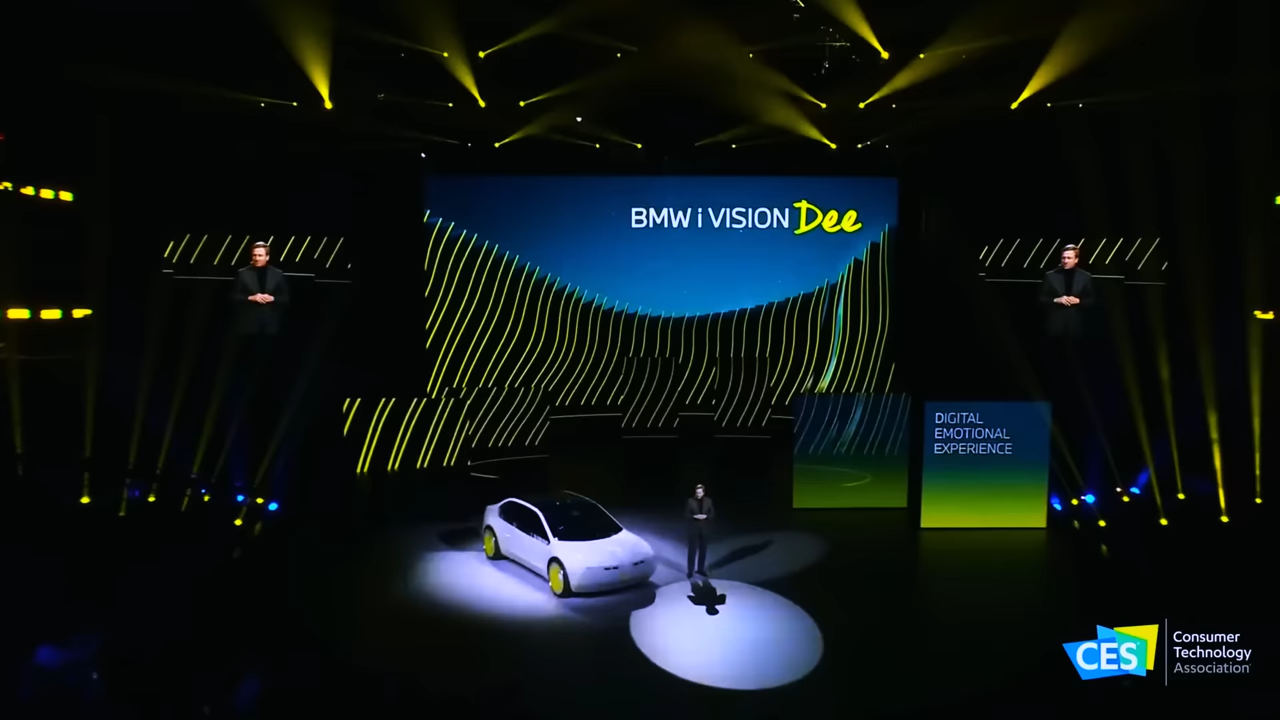 BMW i VISION Dee
DIGITAL
EMOTIONAL
EXPERIENCE
CES
Consumer
Technology
Association